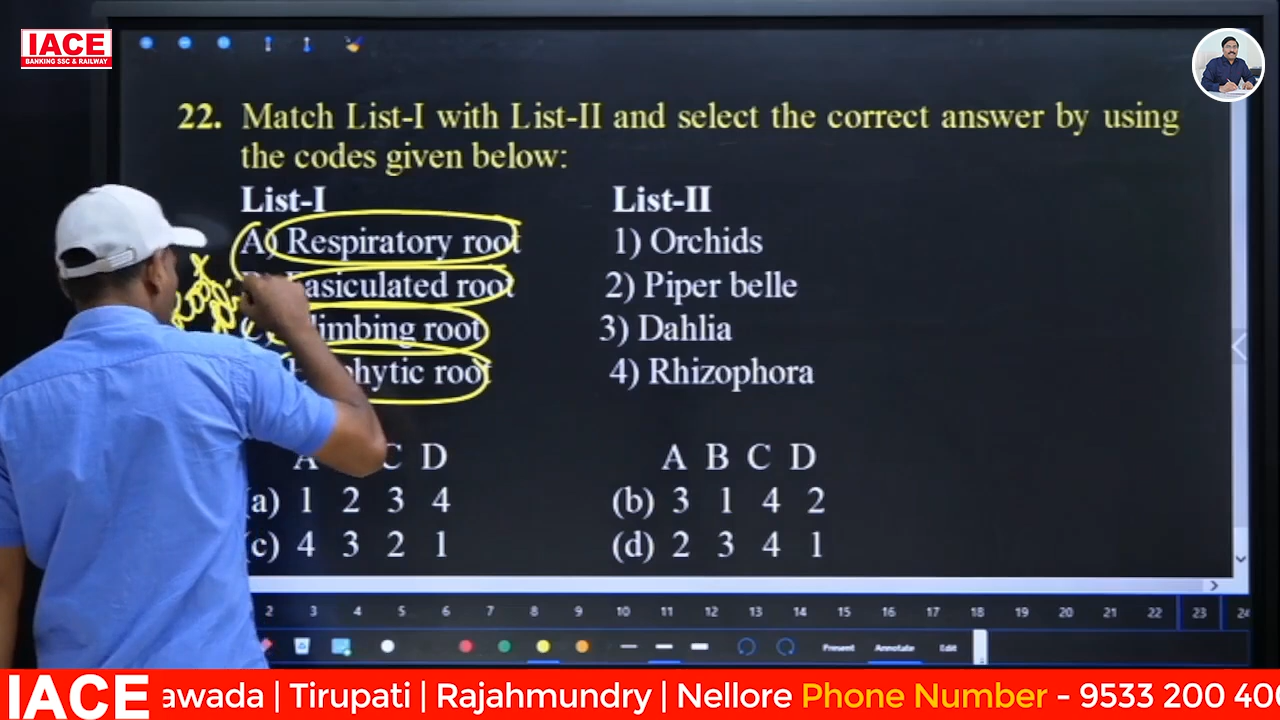 IACE
BANKING SSC & RAILWAY
22. Match List-I with List-II and select the correct answer by using
the codes given below:
List-I List-II
A) Respiratory root 1) Orchids
asiculated root 2) Piper belle
limbing root 3) Dahlia
phytic root 4) Rhizophora
A C D A B C D
(a) 1 2 3 4 (b) 3 1 4 2
(c) 4 3 2 1 (d) 2 3 4 1
2 3 4 5 6 7 8 9 10 11 12 13 14 15 16 17 18 19 20 21 22 23 24
Present Annotate Edit
IACE awada | Tirupati | Rajahmundry | Nellore Phone Number - 9533 200 400